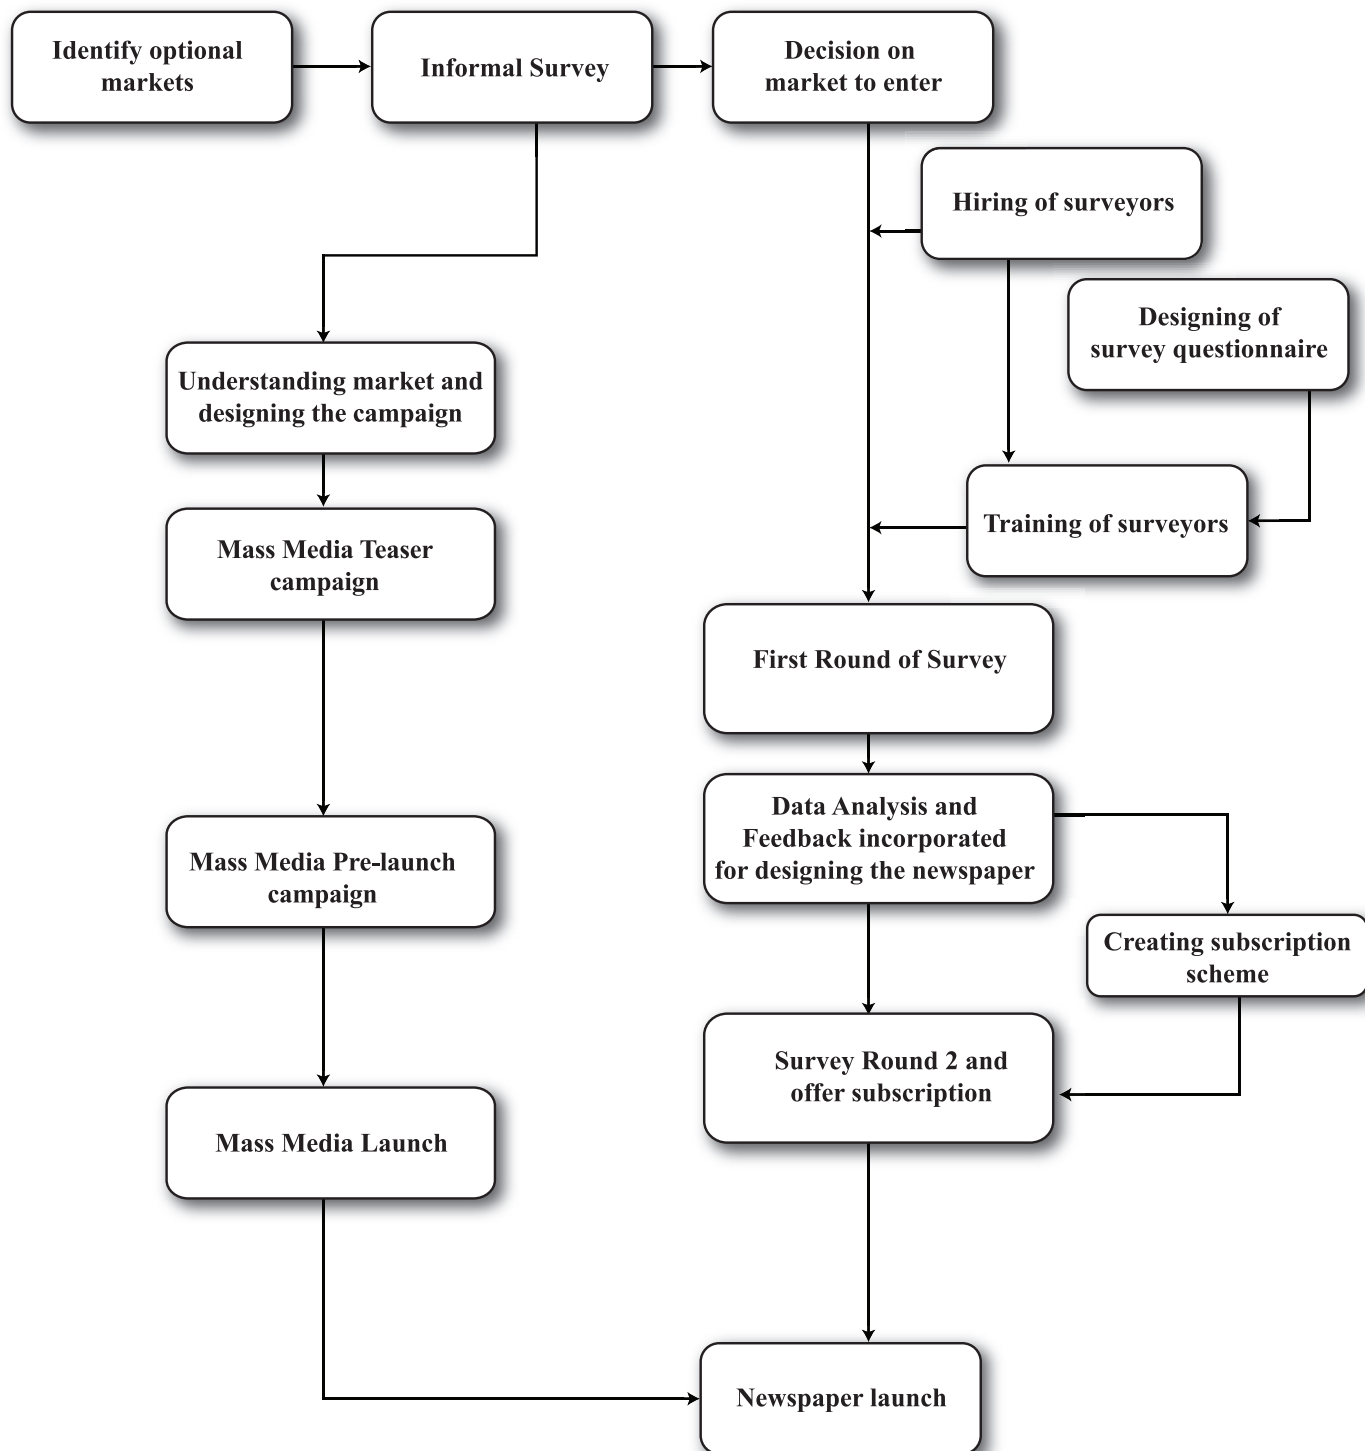 Identify optional
markets
Informal Survey
Decision on
market to enter
Hiring of surveyors
Designing of
survey questionnaire
Understanding market and
designing the campaign
Training of surveyors
Mass Media Teaser
campaign
First Round of Survey
Data Analysis and
Feedback incorporated
for designing the newspaper
Mass Media Pre-launch
campaign
Creating subscription
scheme
Survey Round 2 and
offer subscription
Mass Media Launch
Newspaper launch